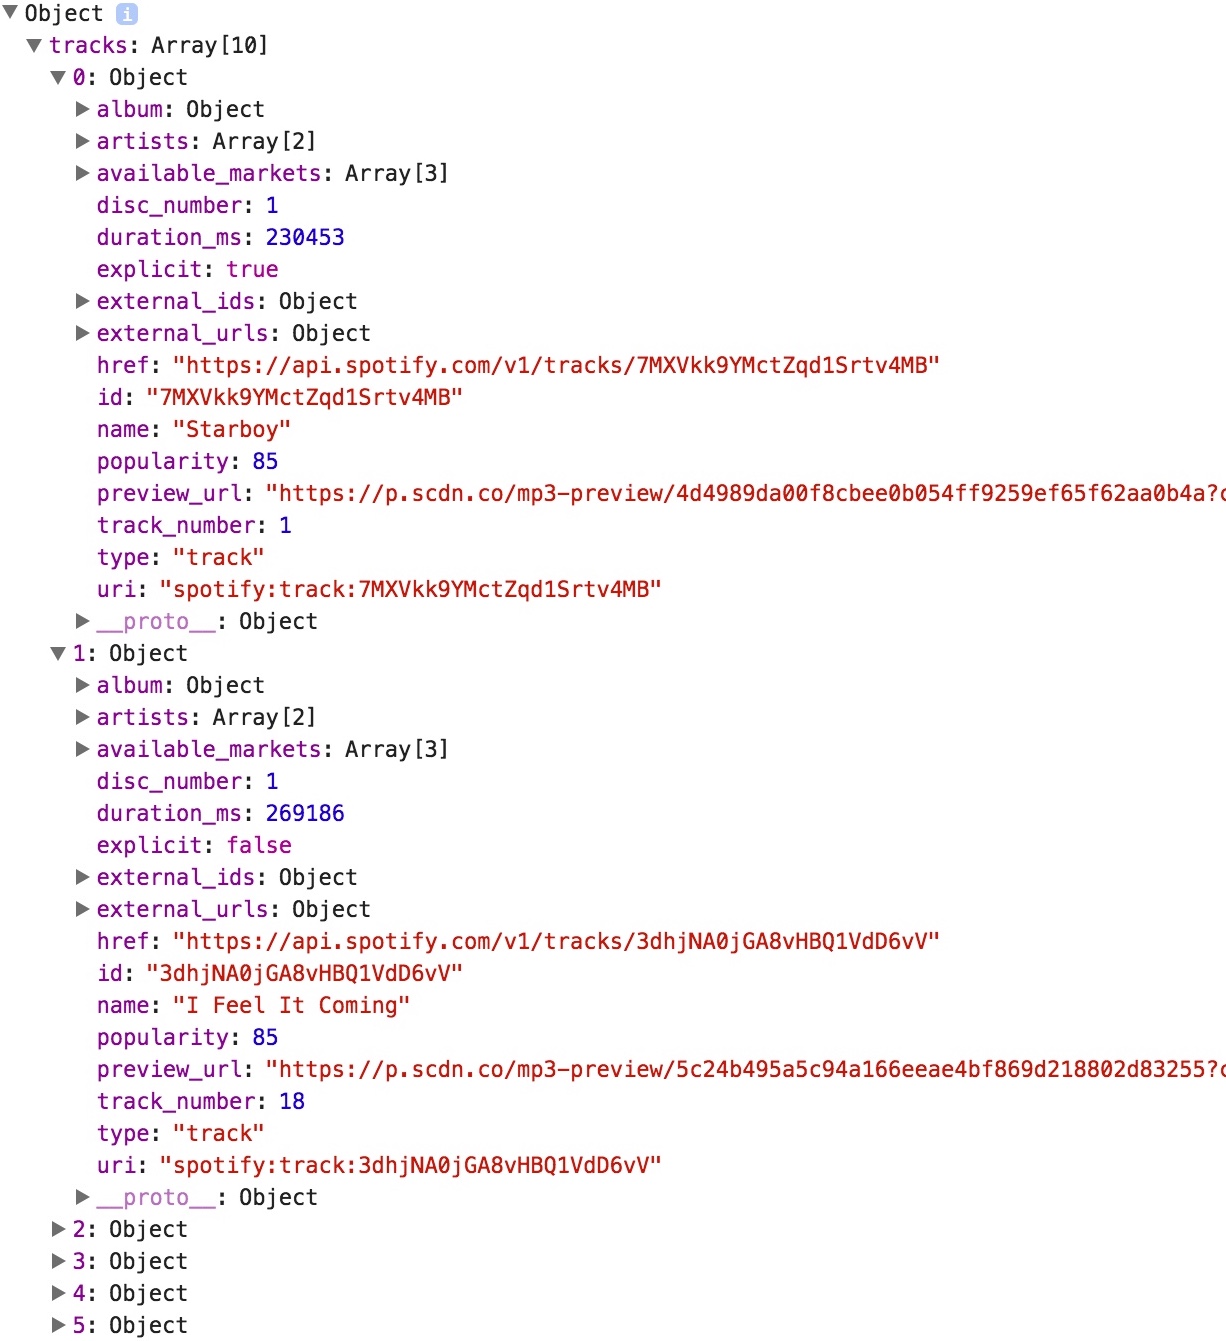 Object i
tracks: Array[10]
0: Object
album: Object
artists: Array[2]
available_markets: Array[3]
disc_number: 1
duration_ms: 230453
explicit: true
external_ids: Object
external_urls: Object
href: "https://api.spotify.com/v1/tracks/7MXVkk9YMctZqd1Srtv4MB"
id: "7MXVkk9YMctZqd1Srtv4MB"
name: "Starboy"
popularity: 85
preview_url: "https://p.scdn.co/mp3-preview/4d4989da00f8cbee0b054ff9259ef65f62aa0b4a?c
track_number: 1
type: "track"
uri: "spotify:track:7MXVkk9YMctZqd1Srtv4MB"
__proto__: Object
1: Object
album: Object
artists: Array[2]
available_markets: Array[3]
disc_number: 1
duration_ms: 269186
explicit: false
external_ids: Object
external_urls: Object
href: "https://api.spotify.com/v1/tracks/3dhjNA0jGA8vHBQ1VdD6vV"
id: "3dhjNA0jGA8vHBQ1VdD6vV"
name: "I Feel It Coming"
popularity: 85
preview_url: "https://p.scdn.co/mp3-preview/5c24b495a5c94a166eeae4bf869d218802d83255?c
track_number: 18
type: "track"
uri: "spotify:track:3dhjNA0jGA8vHBQ1VdD6vV"
__proto__: Object
2: Object
3: Object
4: Object
5: Object